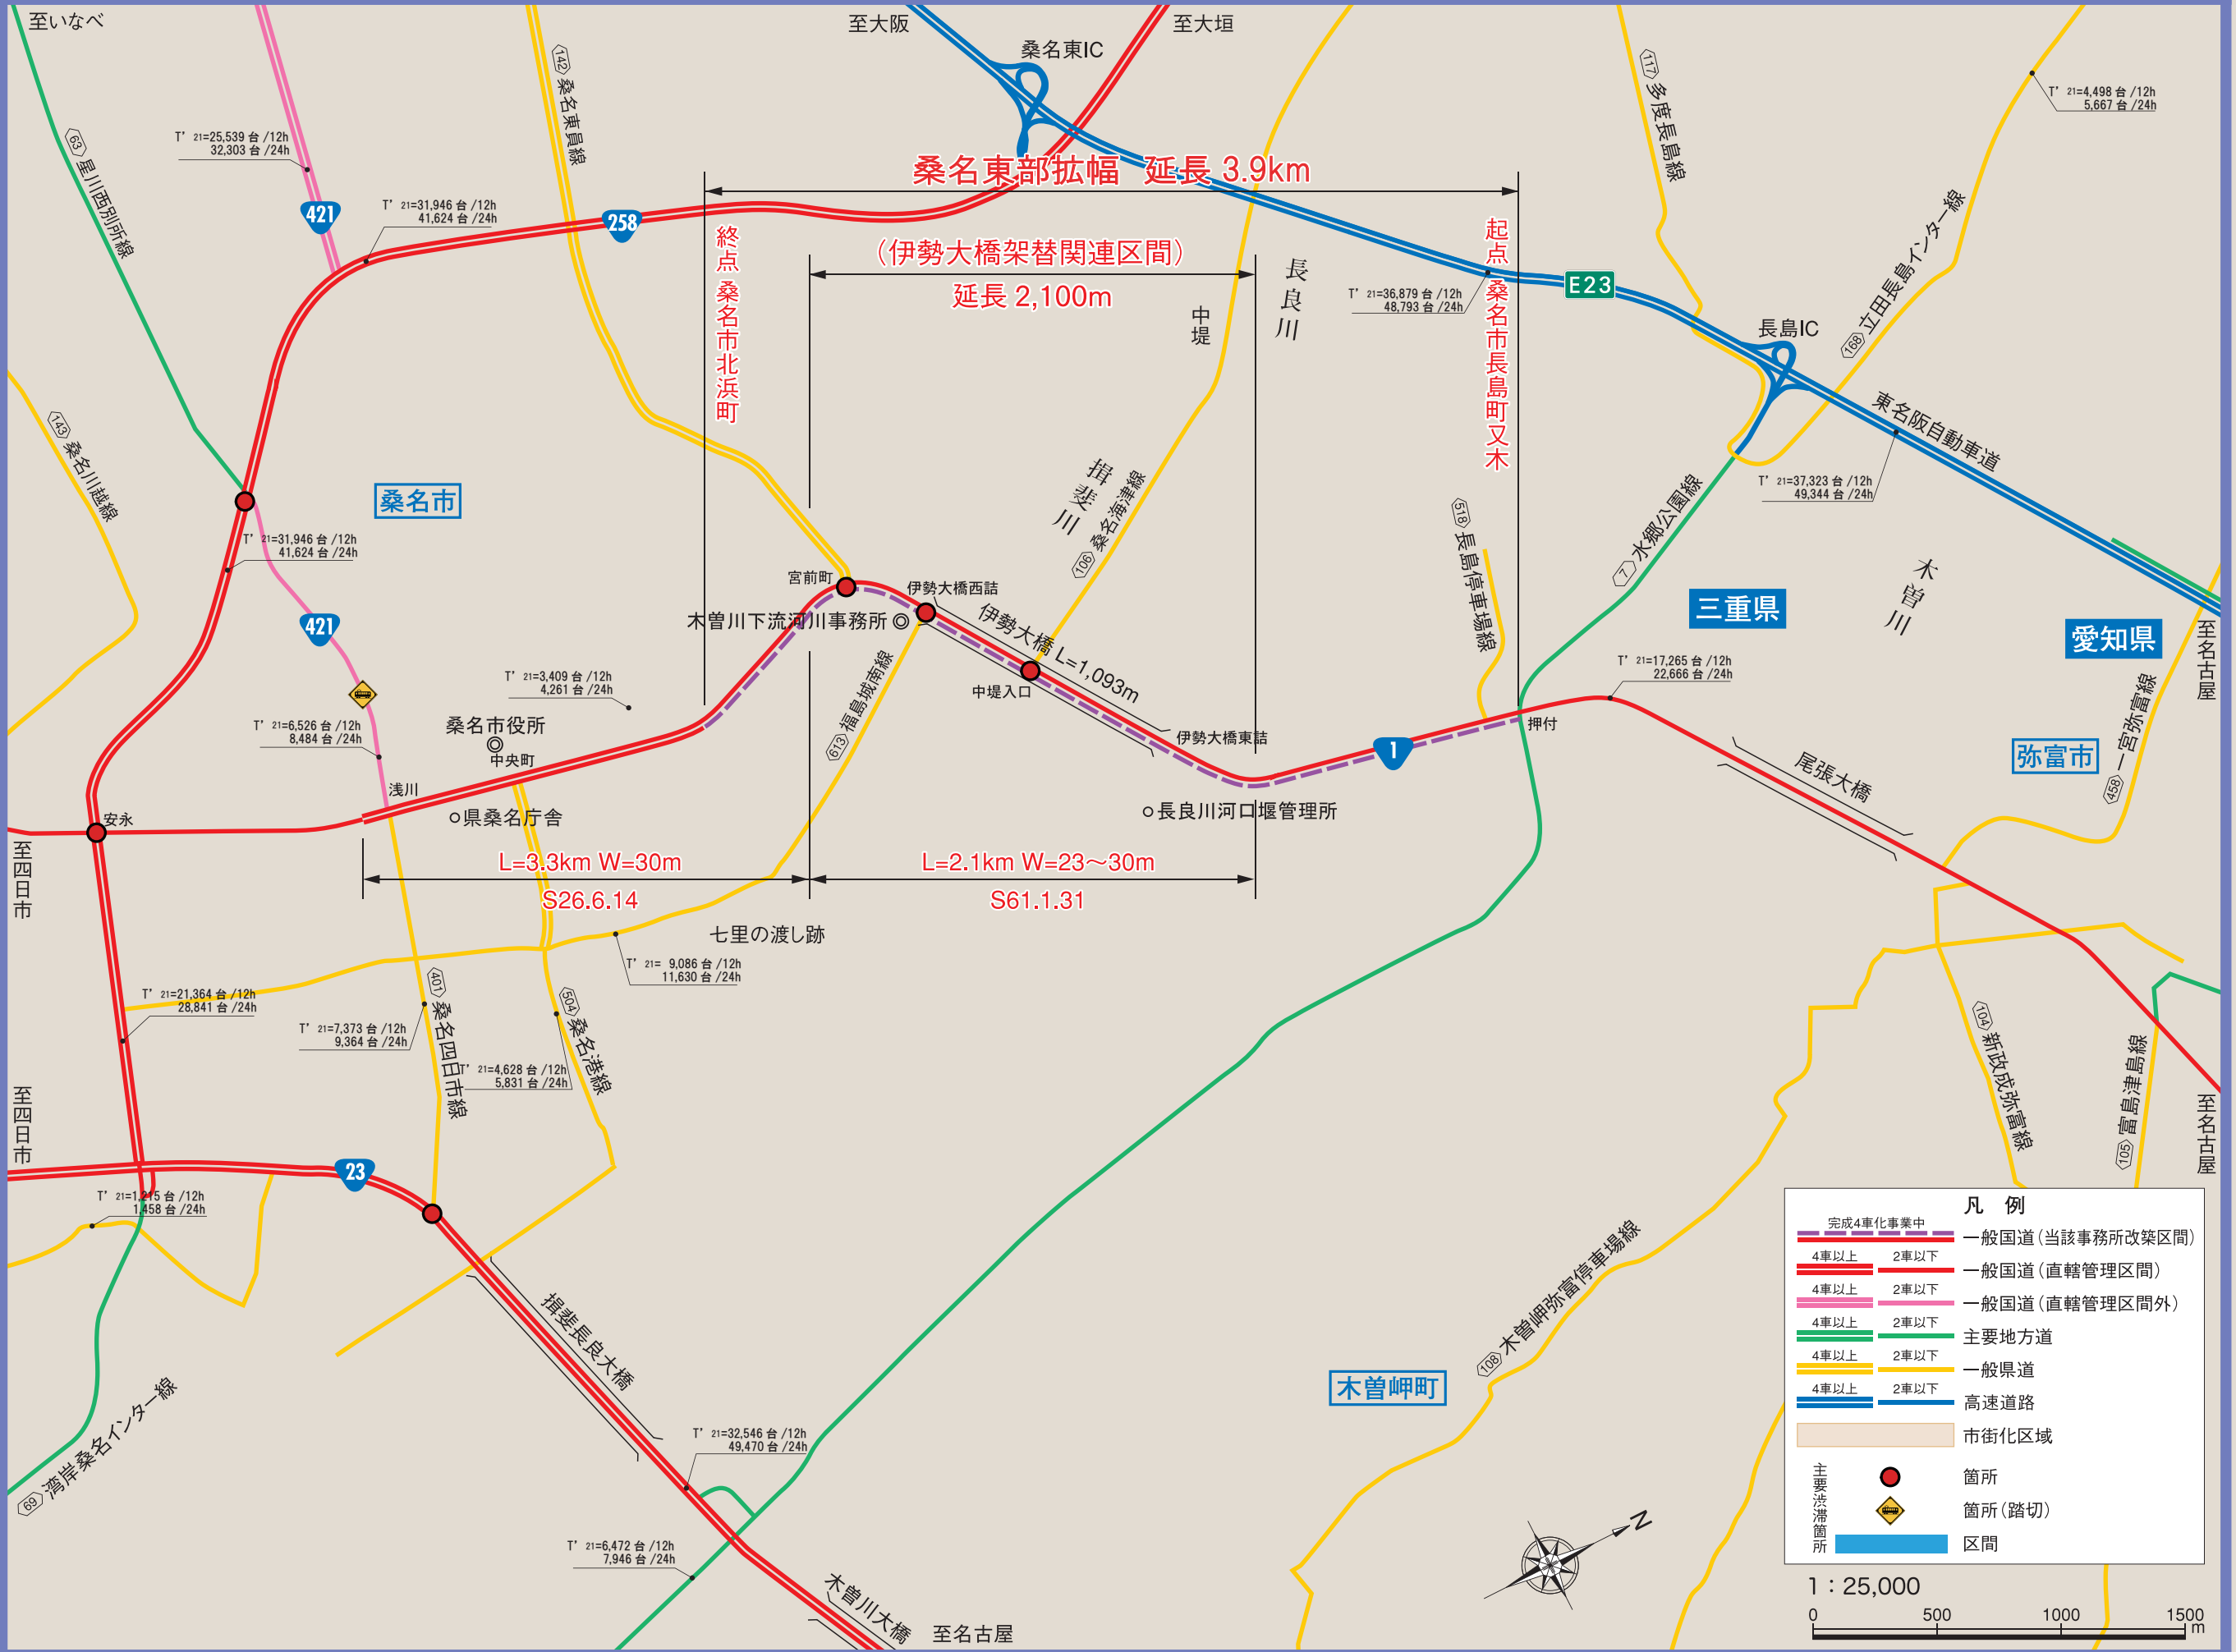 至いなべ
至大阪
至大垣
桑名東IC
142 桑名東員線
117 多度長島線
T' 21=4,498 台 /12h
5,667 台 /24h
63 星川西別所線
T' 21=25,539 台 /12h
32,303 台 /24h
421
T' 21=31,946 台 /12h
41,624 台 /24h
258
桑名東部拡幅 延長 3.9km
終点 桑名市北浜町
(伊勢大橋架替関連区間)
延長 2,100m
起点 桑名市長島町又木
長良川
中堤
T' 21=36,879 台 /12h
48,793 台 /24h
E23
長島IC
168 立田長島インター線
東名阪自動車道
T' 21=37,323 台 /12h
49,344 台 /24h
143 桑名川越線
桑名市
揖斐川
106 桑名海津線
518 長島停車場線
7 水郷公園線
木曽川
三重県
愛知県
至名古屋
T' 21=31,946 台 /12h
41,624 台 /24h
421
宮前町
伊勢大橋西詰
木曽川下流河川事務所
伊勢大橋 L=1,093m
中堤入口
伊勢大橋東詰
613 福島城南線
T' 21=3,409 台 /12h
4,261 台 /24h
T' 21=6,526 台 /12h
8,484 台 /24h
桑名市役所
中央町
浅川
県桑名庁舎
安永
1
押付
T' 21=17,265 台 /12h
22,666 台 /24h
尾張大橋
弥富市
458 一宮弥富線
長良川河口堰管理所
至四日市
L=3.3km W=30m
S26.6.14
L=2.1km W=23〜30m
S61.1.31
七里の渡し跡
T' 21= 9,086 台 /12h
11,630 台 /24h
T' 21=21,364 台 /12h
28,841 台 /24h
T' 21=7,373 台 /12h
9,364 台 /24h
401 桑名四日市線
504 桑名港線
T' 21=4,628 台 /12h
5,831 台 /24h
104 新政成弥富線
105 富島津島線
至名古屋
至四日市
23
T' 21=1,215 台 /12h
1,458 台 /24h
揖斐長良大橋
69 湾岸桑名インター線
T' 21=32,546 台 /12h
49,470 台 /24h
T' 21=6,472 台 /12h
7,946 台 /24h
木曽川大橋
至名古屋
木曽岬町
108 木曽岬弥富停車場線
N
凡 例
完成4車化事業中
一般国道(当該事務所改築区間)
4車以上 2車以下
一般国道(直轄管理区間)
4車以上 2車以下
一般国道(直轄管理区間外)
4車以上 2車以下
主要地方道
4車以上 2車以下
一般県道
4車以上 2車以下
高速道路
市街化区域
主要渋滞箇所
箇所
箇所(踏切)
区間
1：25,000
0 500 1000 1500
m